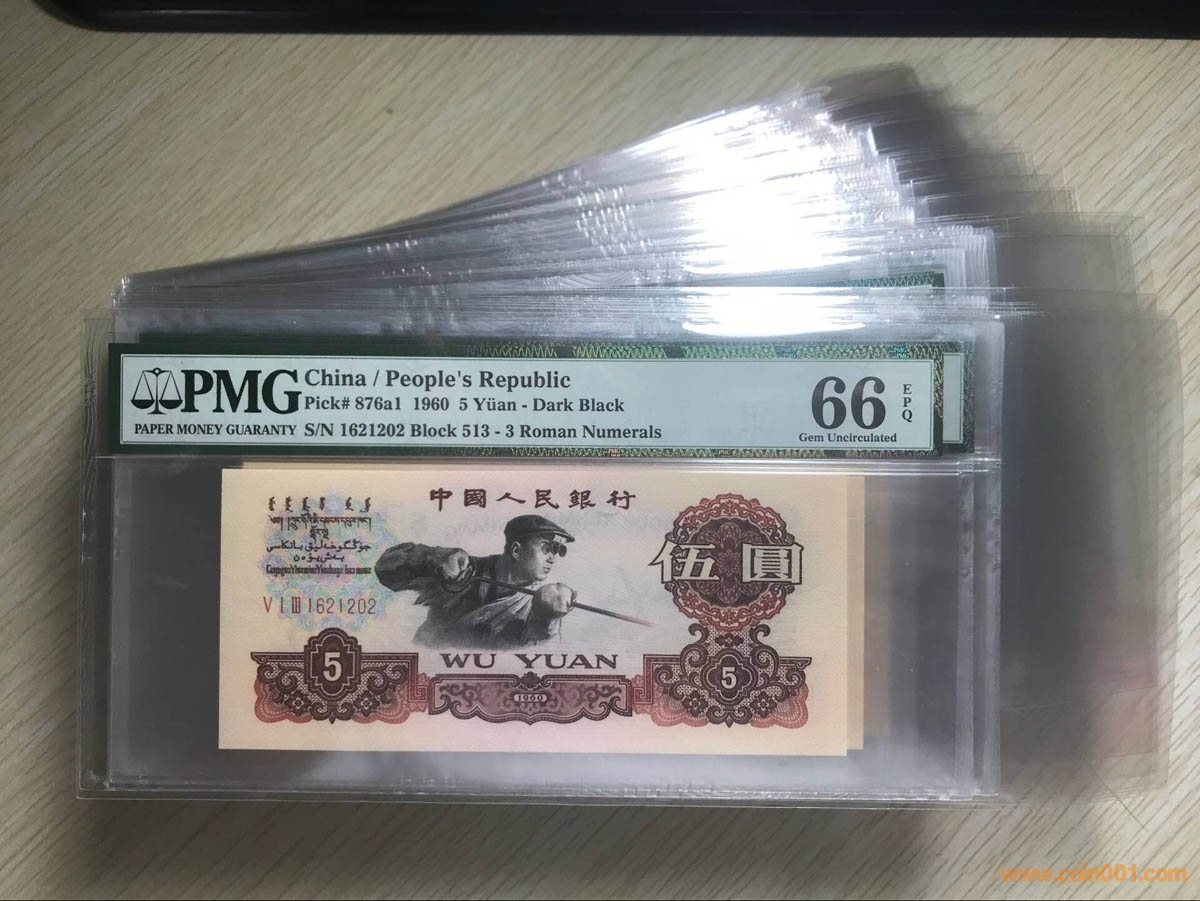 PMG
PAPER MONEY GUARANTY
China / People's Republic
Pick# 876a1 1960 5 Yüan - Dark Black
S/N 1621202 Block 513 - 3 Roman Numerals
66
EPQ
Gem Uncirculated
中國人民銀行
伍圓
V I III 1621202
5
WU YUAN
1960
5
www.coin001.com